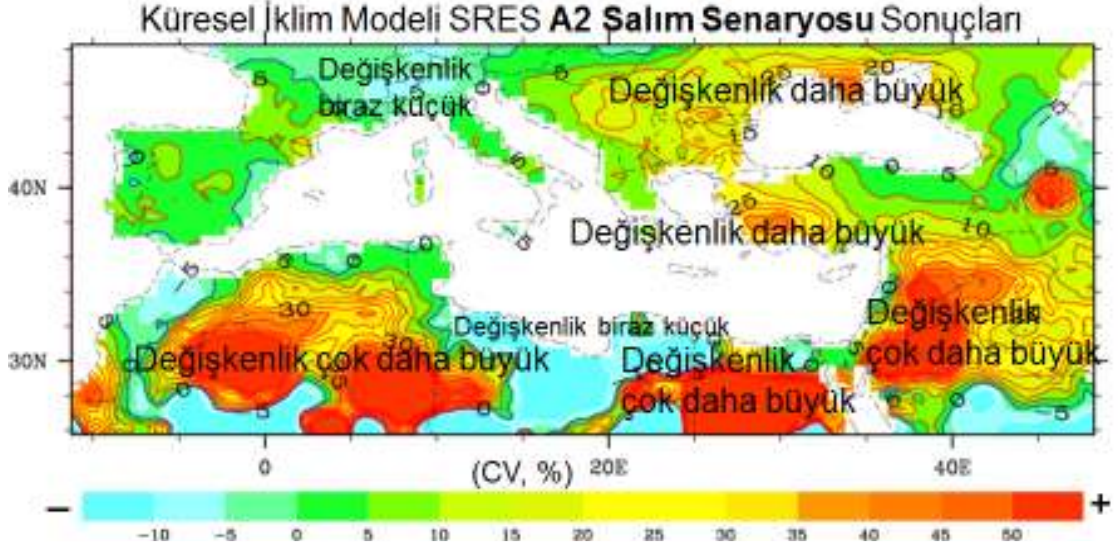 Küresel İklim Modeli SRES A2 Salım Senaryosu Sonuçları
Değişkenlik
biraz küçük
Değişkenlik daha büyük
40N
Değişkenlik daha büyük
30
Değişkenlik biraz küçük
Değişkenlik
çok daha büyük
30N
Değişkenlik çok daha büyük
Değişkenlik
çok daha büyük
0 (CV, %) 20E 40E
− +
-10 -5 0 5 10 15 20 25 35 40 45 50